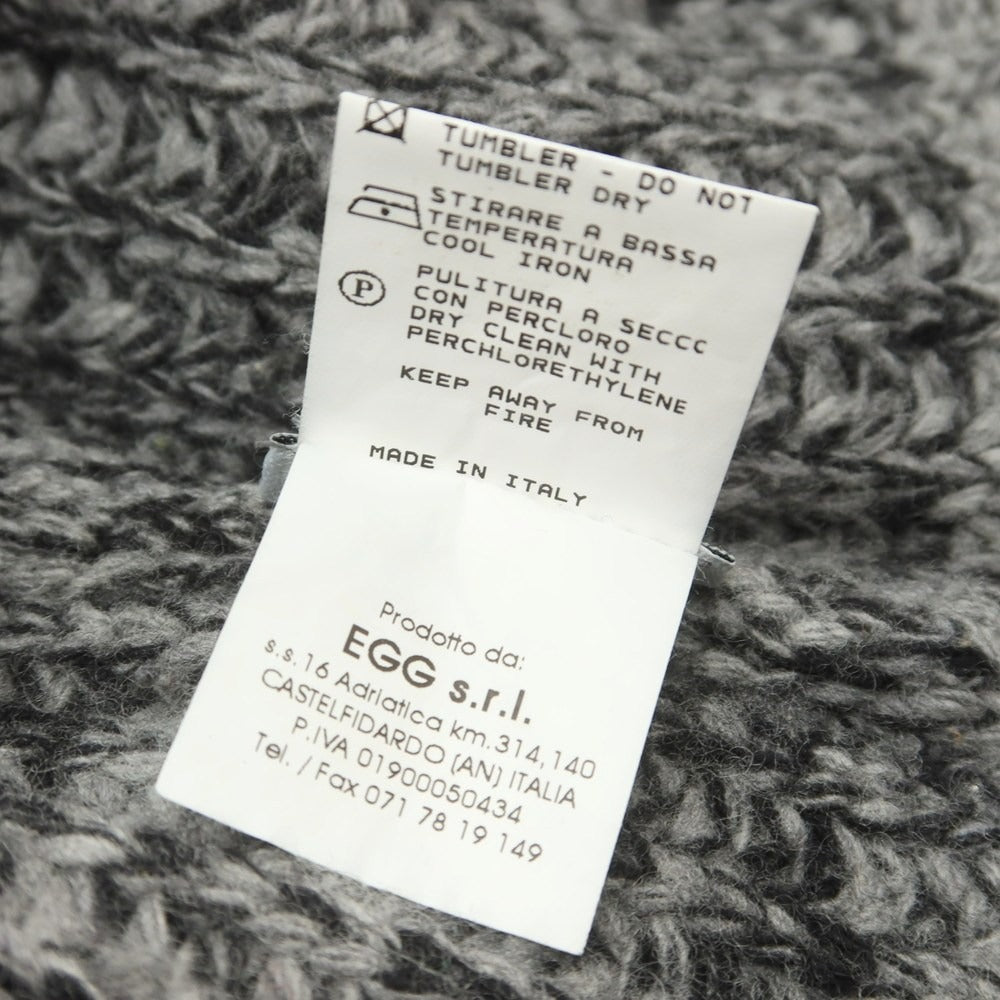 TUMBLER - DO NOT
TUMBLER DRY
STIRARE A BASSA
TEMPERATURA
COOL IRON
P
PULITURA A SECCC
CON PERCLORO
DRY CLEAN WITH
PERCHLORETHYLENE
KEEP AWAY FROM
FIRE
MADE IN ITALY
Prodotto da:
EGG s.r.l.
s.s. 16 Adriatica km. 314,140
CASTELFIDARDO (AN) ITALIA
P.IVA 01900050434
Tel. / Fax 071 78 19 149